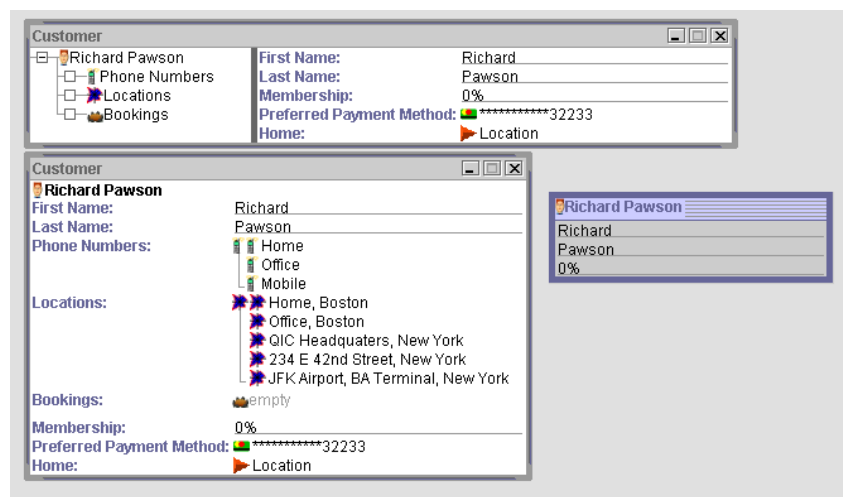 Customer
Richard Pawson
Phone Numbers
Locations
Bookings
First Name: Richard
Last Name: Pawson
Membership: 0%
Preferred Payment Method: ***********32233
Home: Location
Customer
Richard Pawson
First Name: Richard
Last Name: Pawson
Phone Numbers: Home
Office
Mobile
Locations: Home, Boston
Office, Boston
QIC Headquaters, New York
234 E 42nd Street, New York
JFK Airport, BA Terminal, New York
Bookings: empty
Membership: 0%
Preferred Payment Method: ***********32233
Home: Location
Richard Pawson
Richard
Pawson
0%